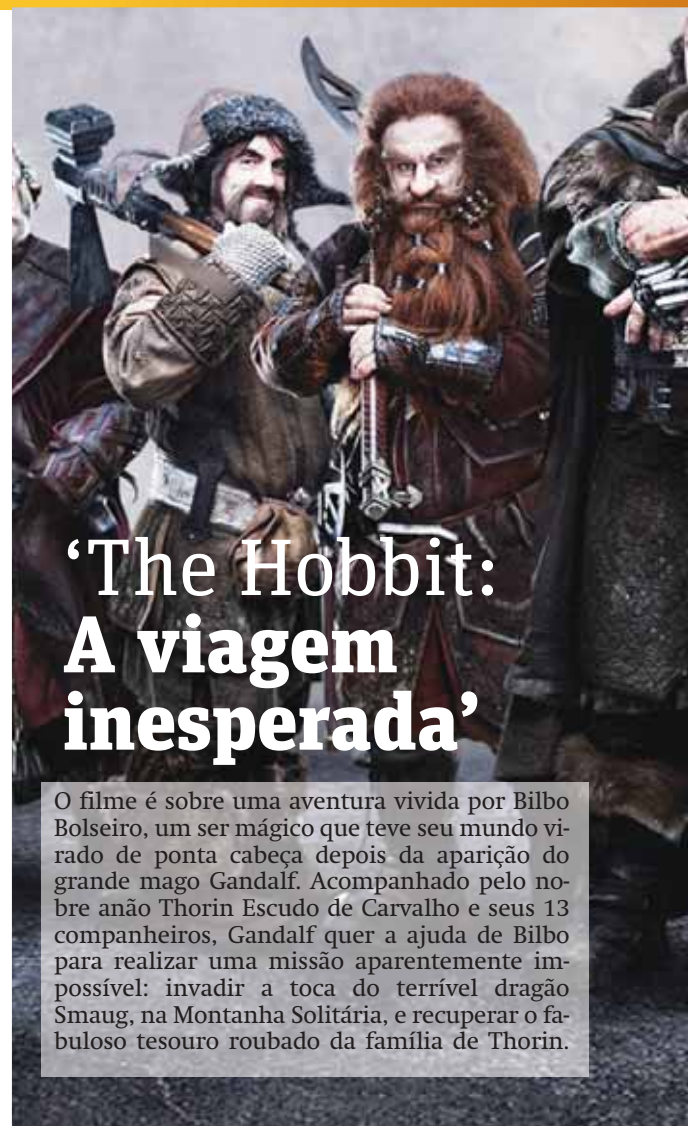 ‘The Hobbit:
A viagem
inesperada’
O filme é sobre uma aventura vivida por Bilbo
Bolseiro, um ser mágico que teve seu mundo vi-
rado de ponta cabeça depois da aparição do
grande mago Gandalf. Acompanhado pelo no-
bre anão Thorin Escudo de Carvalho e seus 13
companheiros, Gandalf quer a ajuda de Bilbo
para realizar uma missão aparentemente im-
possível: invadir a toca do terrível dragão
Smaug, na Montanha Solitária, e recuperar o fa-
buloso tesouro roubado da família de Thorin.